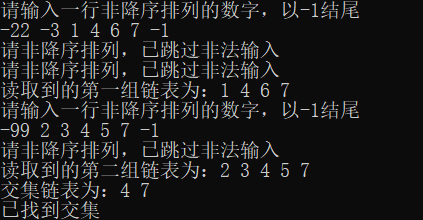 请输入一行非降序排列的数字，以-1结尾
-22 -3 1 4 6 7 -1
请非降序排列，已跳过非法输入
请非降序排列，已跳过非法输入
读取到的第一组链表为：1 4 6 7
请输入一行非降序排列的数字，以-1结尾
-99 2 3 4 5 7 -1
请非降序排列，已跳过非法输入
读取到的第二组链表为：2 3 4 5 7
交集链表为：4 7
已找到交集